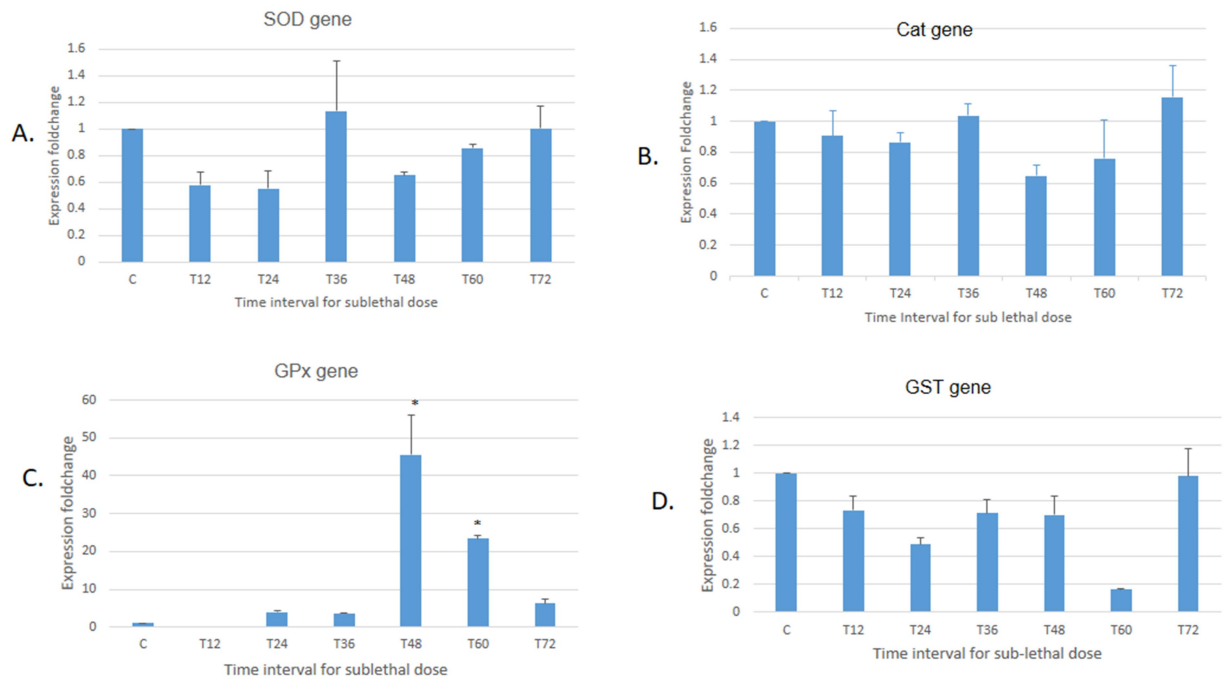 SOD gene
1.6
1.4
1.2
1
0.8
0.6
0.4
0.2
0
Expression foldchange
C T12 T24 T36 T48 T60 T72
Time interval for sublethal dose
A.
Cat gene
1.6
1.4
1.2
1
0.8
0.6
0.4
0.2
0
Expression Foldchange
C T12 T24 T36 T48 T60 T72
Time Interval for sub lethal dose
B.
GPx gene
60
50
40
30
20
10
0
Expression foldchange
* *
C T12 T24 T36 T48 T60 T72
Time interval for sublethal dose
C.
GST gene
1.4
1.2
1
0.8
0.6
0.4
0.2
0
Expression foldchange
C T12 T24 T36 T48 T60 T72
Time interval for sub-lethal dose
D.